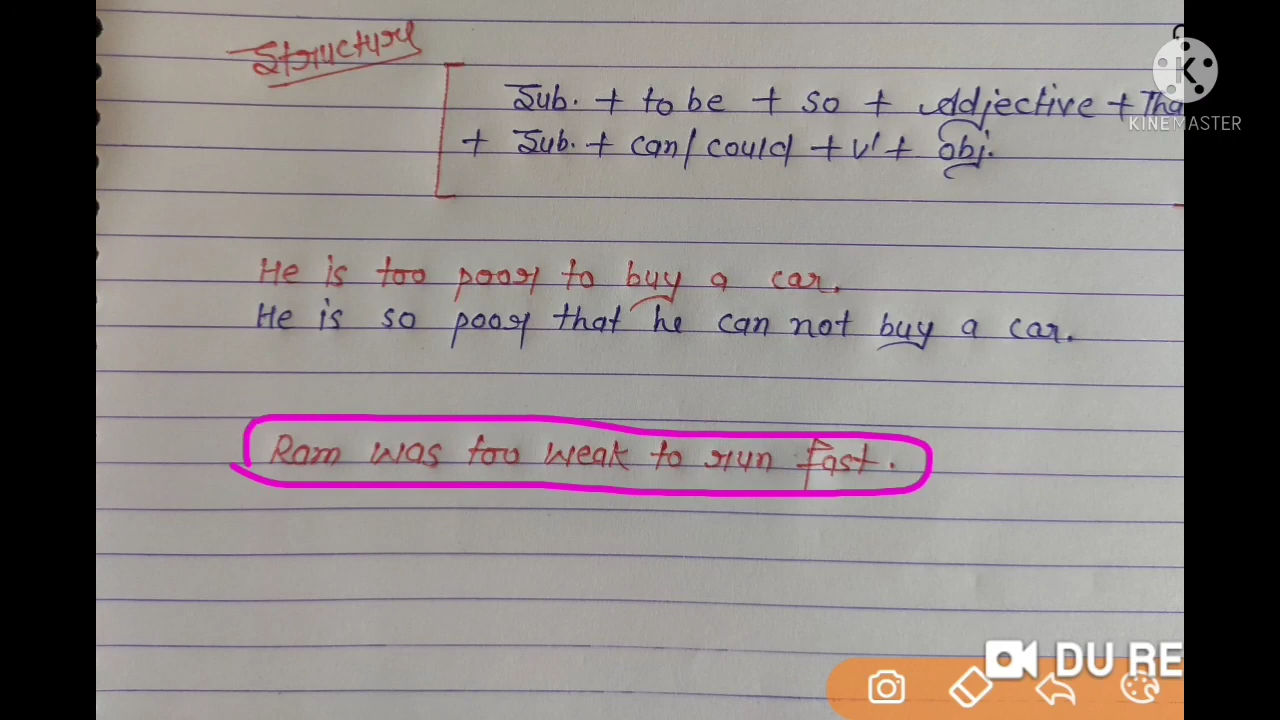 Structure
Sub. + to be + so + Adjective + Tha
+ Sub. + can/could + v¹ + obj.
KINEMASTER
He is too poor to buy a car.
He is so poor that he can not buy a car.
Ram was too weak to run fast.
DU RE